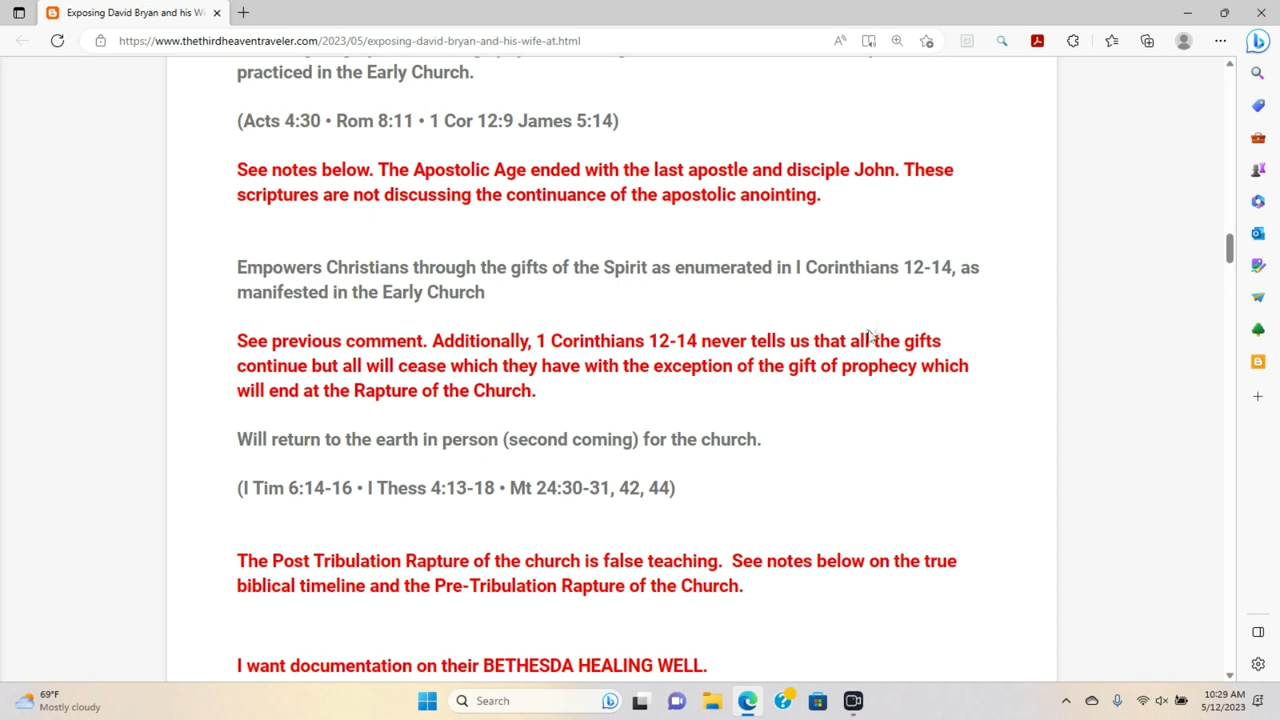 Exposing David Bryan and his Wi
https://www.thethirdheaventraveler.com/2023/05/exposing-david-bryan-and-his-wife-at.html
practiced in the Early Church.
(Acts 4:30 • Rom 8:11 • 1 Cor 12:9 James 5:14)
See notes below. The Apostolic Age ended with the last apostle and disciple John. These
scriptures are not discussing the continuance of the apostolic anointing.
Empowers Christians through the gifts of the Spirit as enumerated in I Corinthians 12-14, as
manifested in the Early Church
See previous comment. Additionally, 1 Corinthians 12-14 never tells us that all the gifts
continue but all will cease which they have with the exception of the gift of prophecy which
will end at the Rapture of the Church.
Will return to the earth in person (second coming) for the church.
(I Tim 6:14-16 • I Thess 4:13-18 • Mt 24:30-31, 42, 44)
The Post Tribulation Rapture of the church is false teaching.  See notes below on the true
biblical timeline and the Pre-Tribulation Rapture of the Church.
I want documentation on their BETHESDA HEALING WELL.
69°F
Mostly cloudy
Search
10:29 AM
5/12/2023